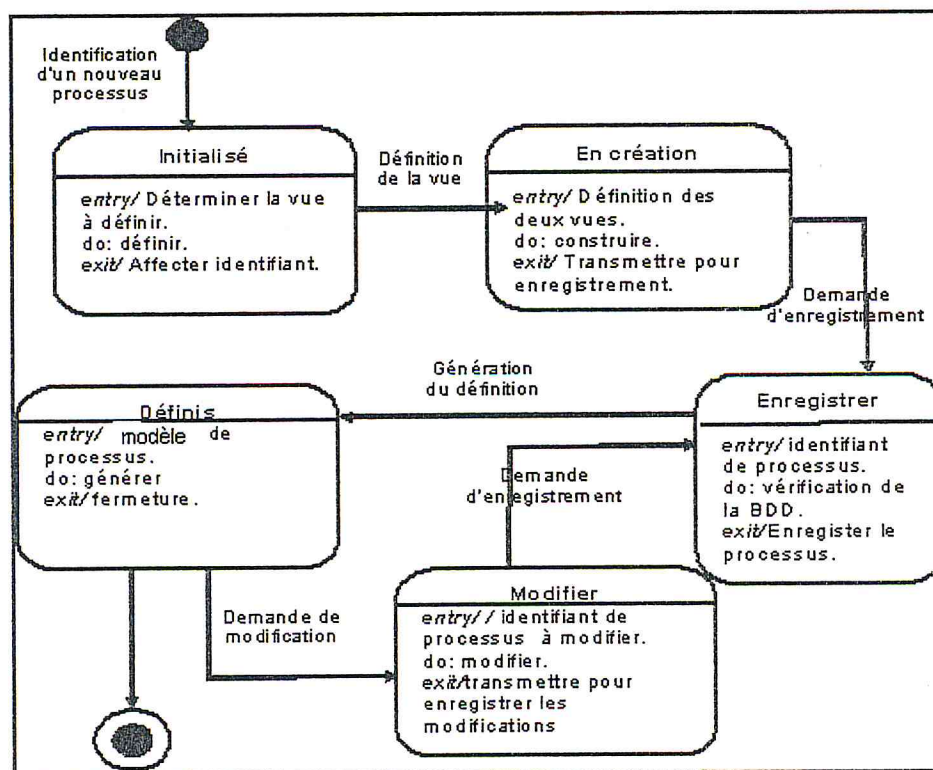 Identification
d'un nouveau
processus
Initialisé
entry/ Déterminer la vue
à définir.
do: définir.
exit/ Affecter identifiant.
Définition
de la vue
En création
entry/ Définition des
deux vues.
do: construire.
exit/ Transmettre pour
enregistrement.
Demande
d'enregistrement
Enregistrer
entry/ identifiant
de processus.
do: vérification de
la BDD.
exit/Enregister le
processus.
Génération
du définition
Définis
entry/ modèle de
processus.
do: générer
exit/fermeture.
Demande
d'enregistrement
Demande de
modification
Modifier
entry/ / identifiant de
processus à modifier.
do: modifier.
exit/transmettre pour
enregistrer les
modifications